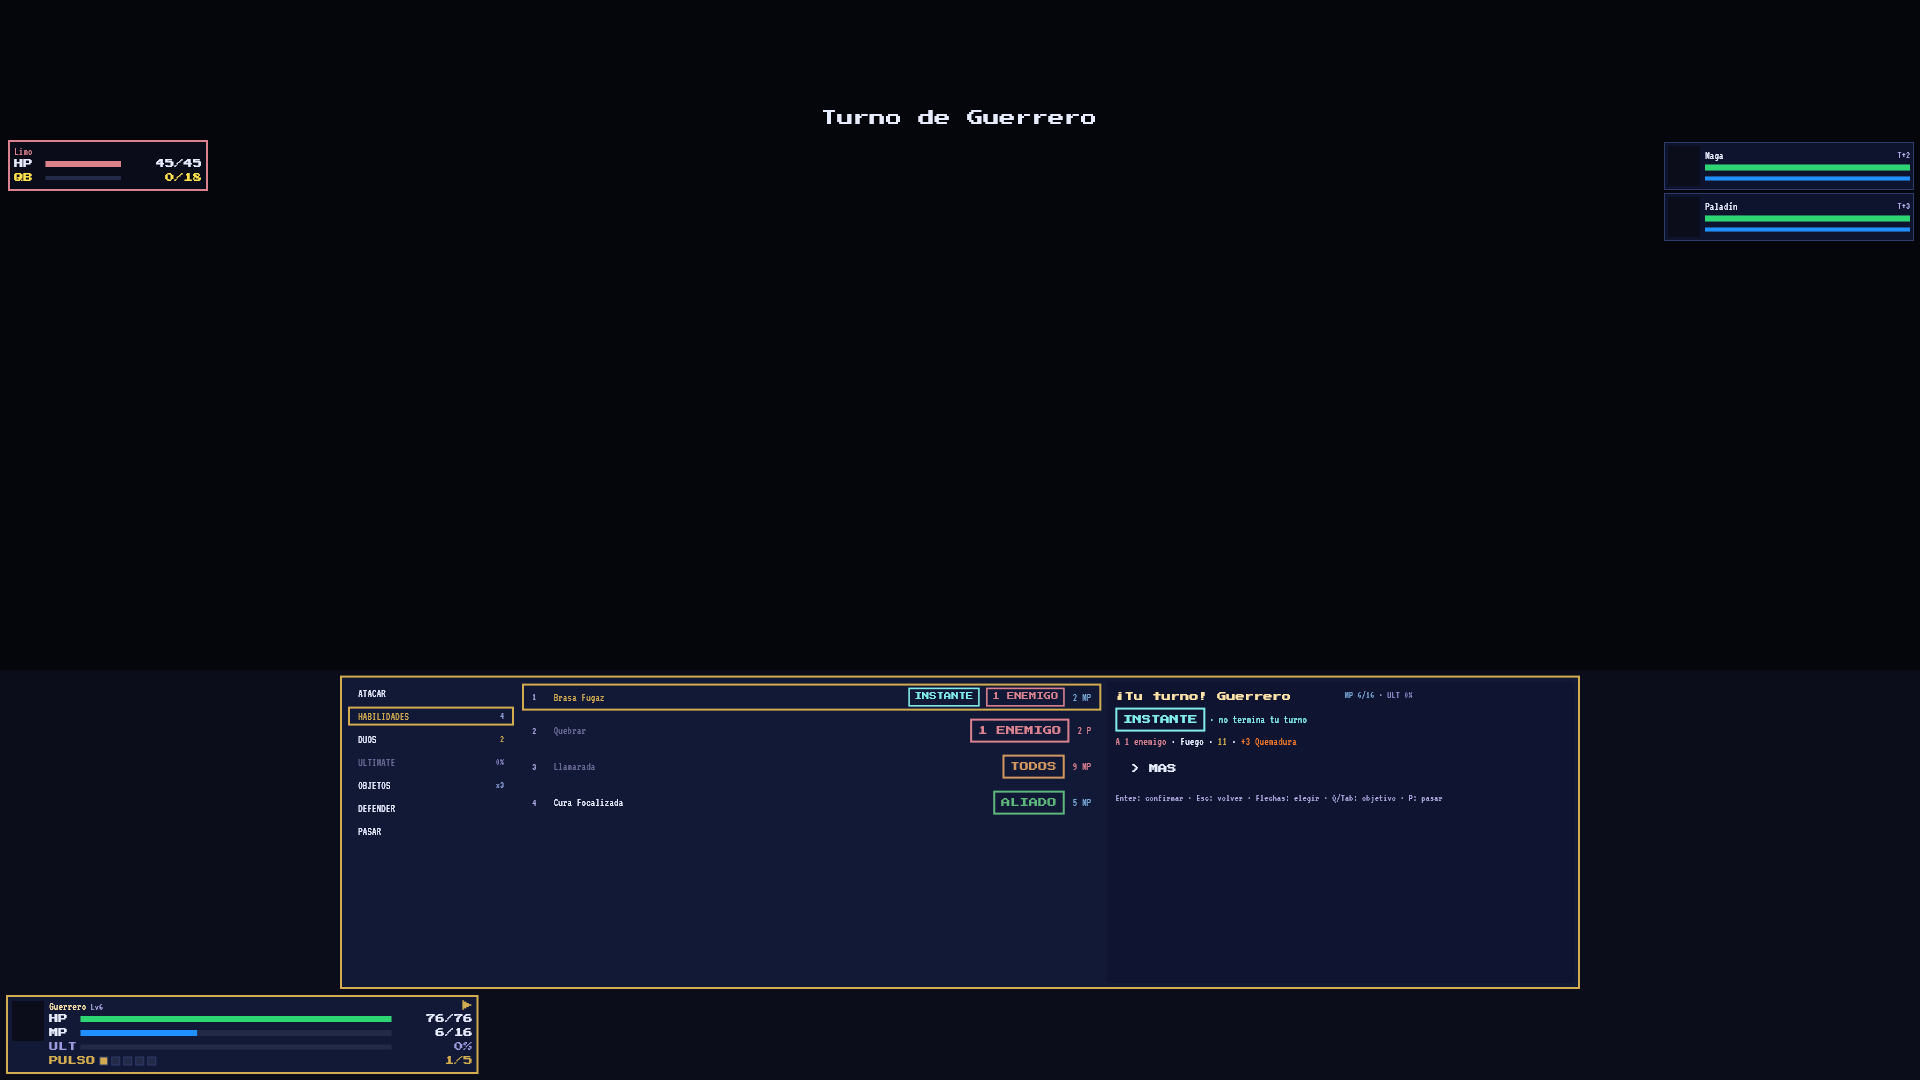 Turno de Guerrero
Limo
HP 45/45
QB 0/18
Naga T+2
Paladín T+3
ATACAR
HABILIDADES 4
DUOS 2
ULTIMATE 0%
OBJETOS x3
DEFENDER
PASAR
1 Brasa Fugaz INSTANTE 1 ENEMIGO 2 MP
2 Quebrar 1 ENEMIGO 2 P
3 Llamarada TODOS 9 MP
4 Cura Focalizada ALIADO 5 MP
¡Tu turno! Guerrero MP 6/16 · ULT 0%
INSTANTE · no termina tu turno
A 1 enemigo · Fuego · 11 · +3 Quemadura
> MAS
Enter: confirmar · Esc: volver · Flechas: elegir · Q/Tab: objetivo · P: pasar
Guerrero Lv6
HP 76/76
MP 6/16
ULT 0%
PULSO 1/5